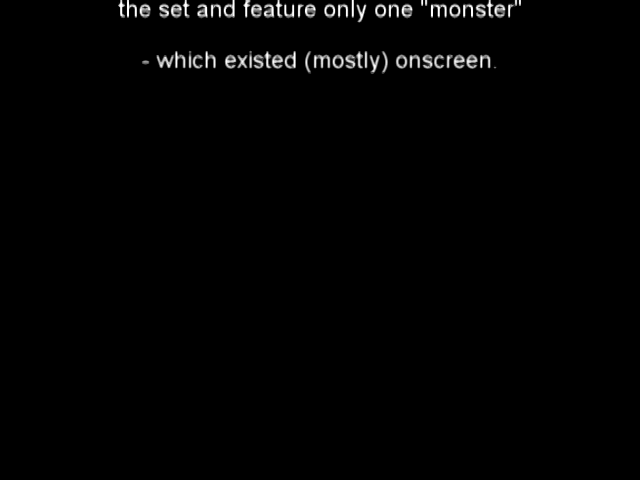 the set and feature only one "monster"
- which existed (mostly) onscreen.